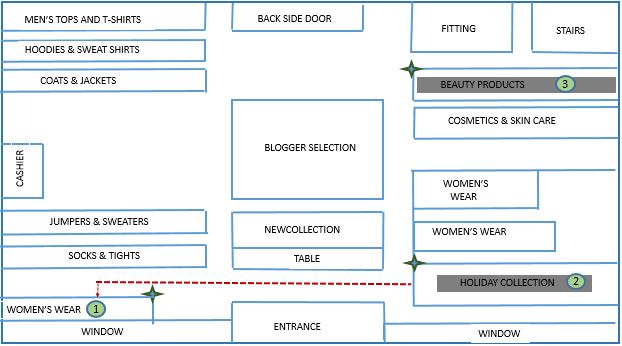 MEN'S TOPS AND T-SHIRTS
BACK SIDE DOOR
FITTING
STAIRS
HOODIES & SWEAT SHIRTS
COATS & JACKETS
BEAUTY PRODUCTS 3
COSMETICS & SKIN CARE
BLOGGER SELECTION
CASHIER
WOMEN'S
WEAR
JUMPERS & SWEATERS
NEWCOLLECTION
WOMEN'S WEAR
SOCKS & TIGHTS
TABLE
HOLIDAY COLLECTION 2
WOMEN'S WEAR 1
WINDOW
ENTRANCE
WINDOW